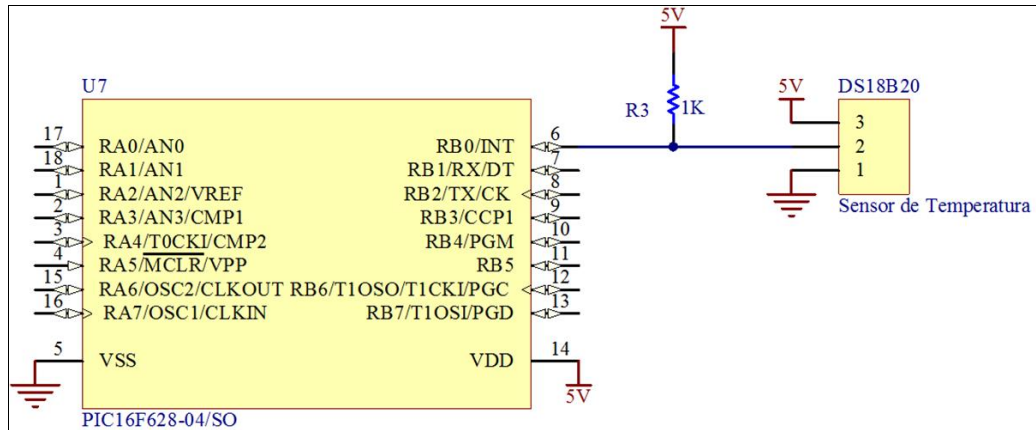 5V
U7
DS18B20
5V
R3
1K
3
2
1
Sensor de Temperatura
17 RA0/AN0 RB0/INT 6
18 RA1/AN1 RB1/RX/DT 7
1 RA2/AN2/VREF RB2/TX/CK 8
2 RA3/AN3/CMP1 RB3/CCP1 9
3 RA4/T0CKI/CMP2 RB4/PGM 10
4 RA5/MCLR/VPP RB5 11
15 RA6/OSC2/CLKOUT RB6/T1OSO/T1CKI/PGC 12
16 RA7/OSC1/CLKIN RB7/T1OSI/PGD 13
5 VSS VDD 14
5V
PIC16F628-04/SO